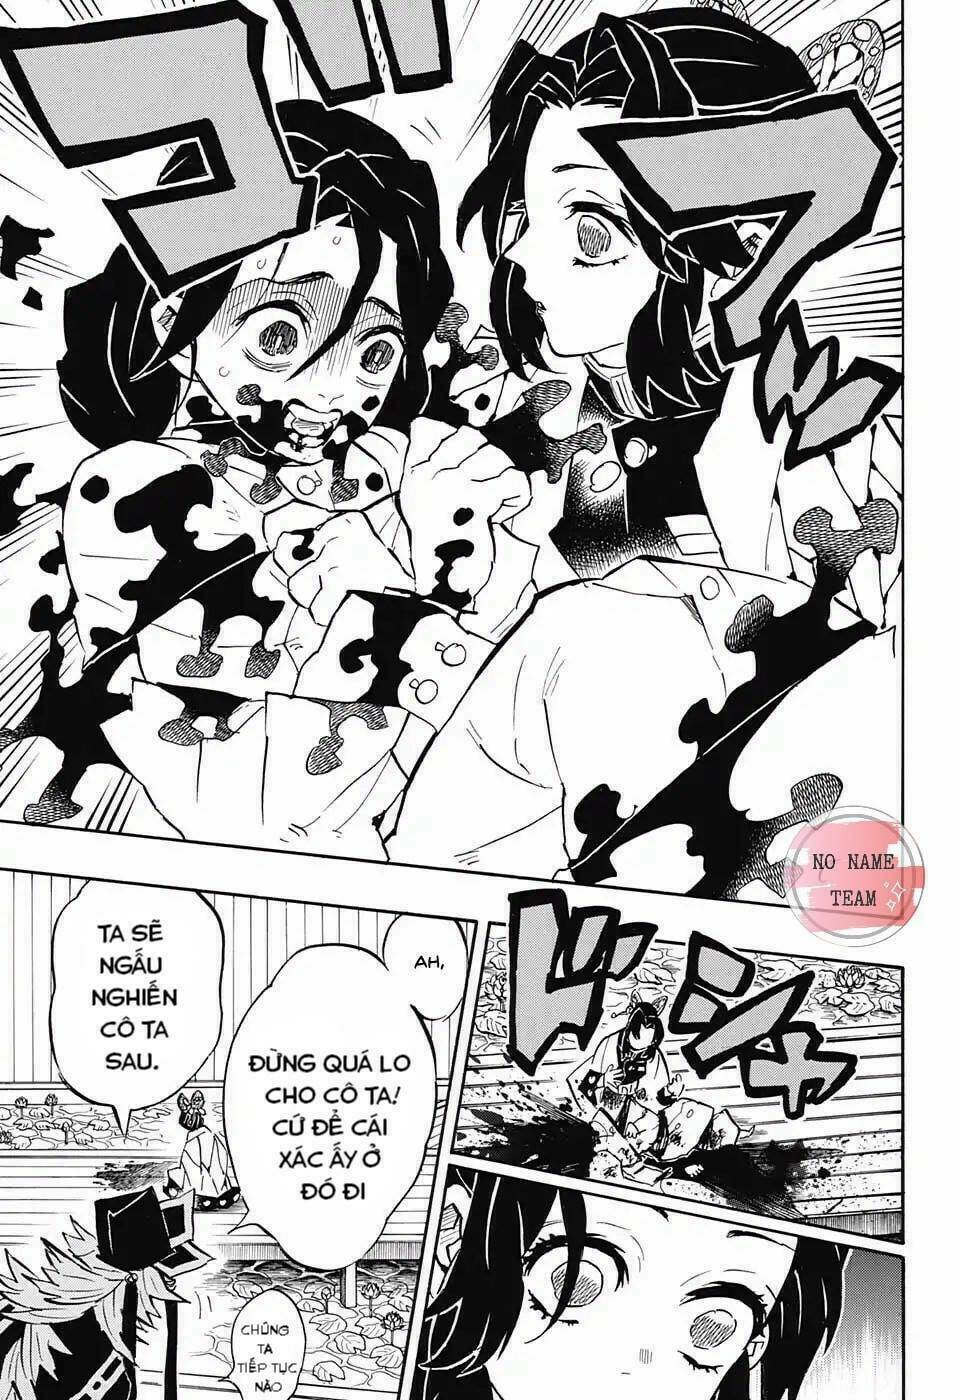 ゴブッ
NO NAME
TEAM
ドシャ
AH,
ĐỪNG QUÁ LO
CHO CÔ TA!
CỨ ĐỂ CÁI
XÁC ẤY Ở
ĐÓ ĐI
TA SẼ
NGẤU
NGHIẾN
CÔ TA
SAU.
CHÚNG
TA
TIẾP TỤC
NÀO